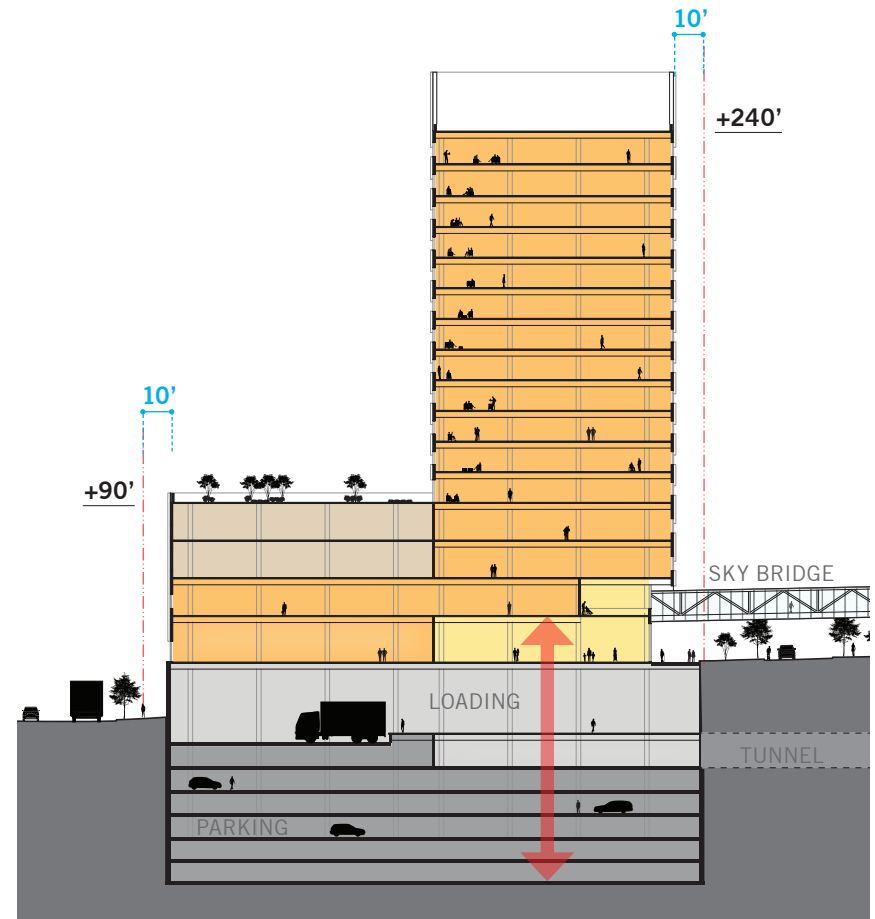 10’
+240’
10’
+90’
SKY BRIDGE
LOADING
TUNNEL
PARKING